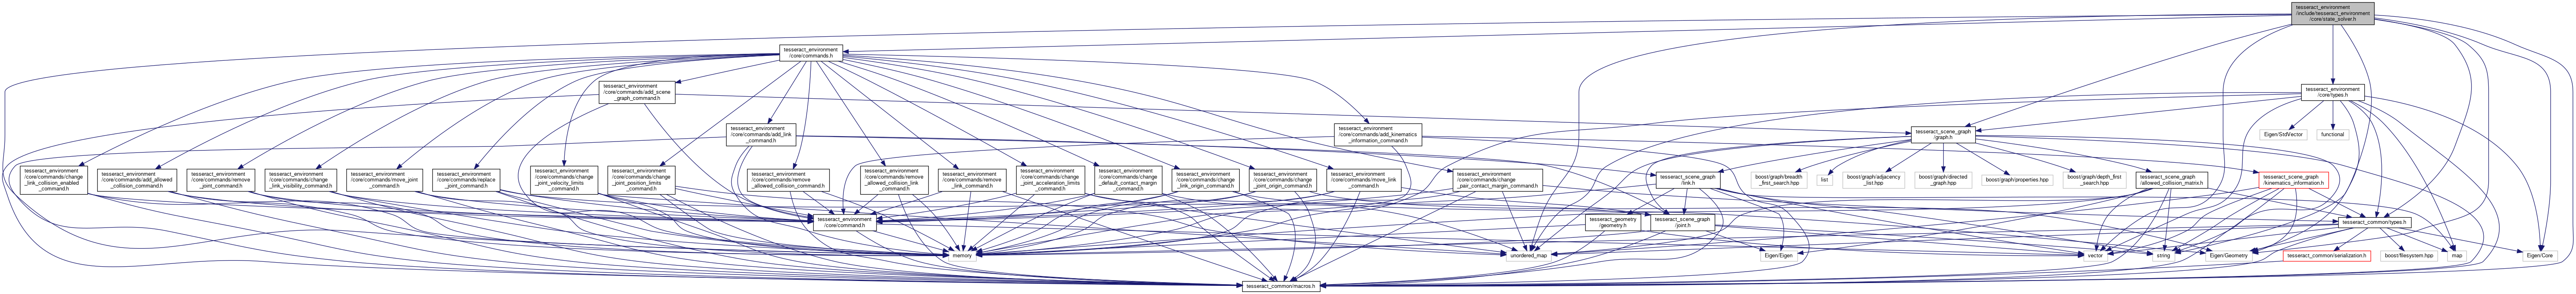 tesseract_environment
/include/tesseract_environment
/core/state_solver.h
tesseract_environment
/core/commands.h
tesseract_environment
/core/commands/add_scene
_graph_command.h
tesseract_environment
/core/types.h
tesseract_environment
/core/commands/add_link
_command.h
tesseract_environment
/core/commands/add_kinematics
_information_command.h
tesseract_scene_graph
/graph.h
Eigen/StdVector
functional
tesseract_environment
/core/commands/change
_link_collision_enabled
_command.h
tesseract_environment
/core/commands/add_allowed
_collision_command.h
tesseract_environment
/core/commands/remove
_joint_command.h
tesseract_environment
/core/commands/change
_link_visibility_command.h
tesseract_environment
/core/commands/move_joint
_command.h
tesseract_environment
/core/commands/replace
_joint_command.h
tesseract_environment
/core/commands/change
_joint_velocity_limits
_command.h
tesseract_environment
/core/commands/change
_joint_position_limits
_command.h
tesseract_environment
/core/commands/remove
_allowed_collision_command.h
tesseract_environment
/core/commands/remove
_allowed_collision_link
_command.h
tesseract_environment
/core/commands/remove
_link_command.h
tesseract_environment
/core/commands/change
_joint_acceleration_limits
_command.h
tesseract_environment
/core/commands/change
_default_contact_margin
_command.h
tesseract_environment
/core/commands/change
_link_origin_command.h
tesseract_environment
/core/commands/change
_joint_origin_command.h
tesseract_environment
/core/commands/move_link
_command.h
tesseract_environment
/core/commands/change
_pair_contact_margin_command.h
tesseract_scene_graph
/link.h
boost/graph/breadth
_first_search.hpp
list
boost/graph/adjacency
_list.hpp
boost/graph/directed
_graph.hpp
boost/graph/properties.hpp
boost/graph/depth_first
_search.hpp
tesseract_scene_graph
/allowed_collision_matrix.h
tesseract_scene_graph
/kinematics_information.h
tesseract_environment
/core/command.h
tesseract_geometry
/geometry.h
tesseract_scene_graph
/joint.h
tesseract_common/types.h
memory
unordered_map
Eigen/Eigen
vector
string
Eigen/Geometry
tesseract_common/serialization.h
boost/filesystem.hpp
map
Eigen/Core
tesseract_common/macros.h